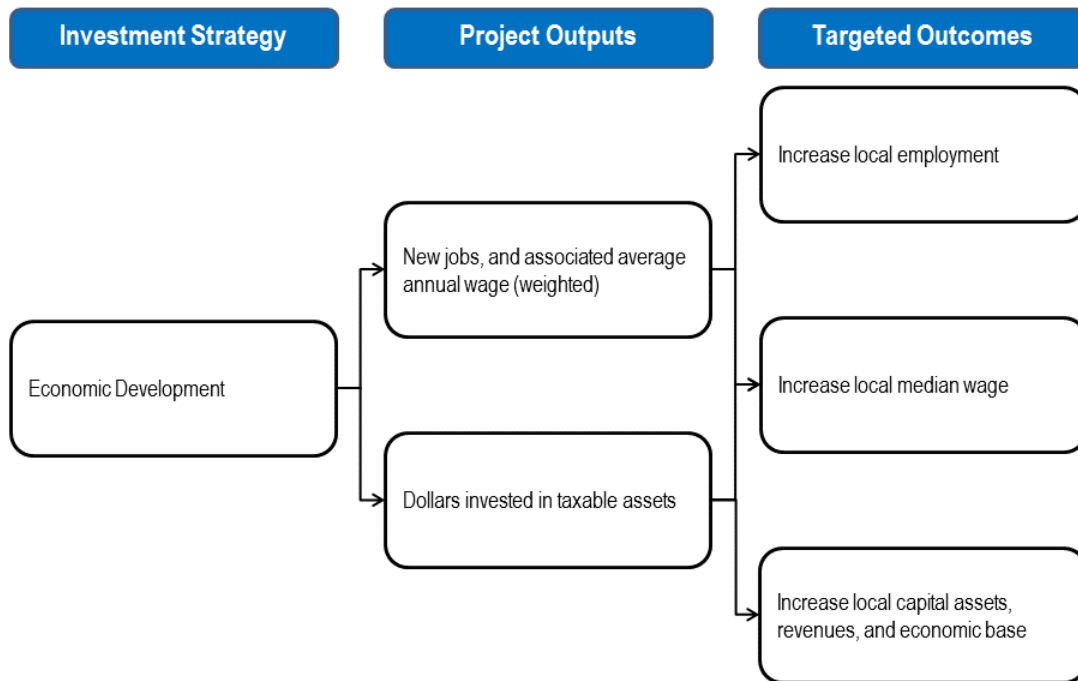 Investment Strategy
Project Outputs
Targeted Outcomes
Increase local employment
New jobs, and associated average
annual wage (weighted)
Economic Development
Increase local median wage
Dollars invested in taxable assets
Increase local capital assets,
revenues, and economic base